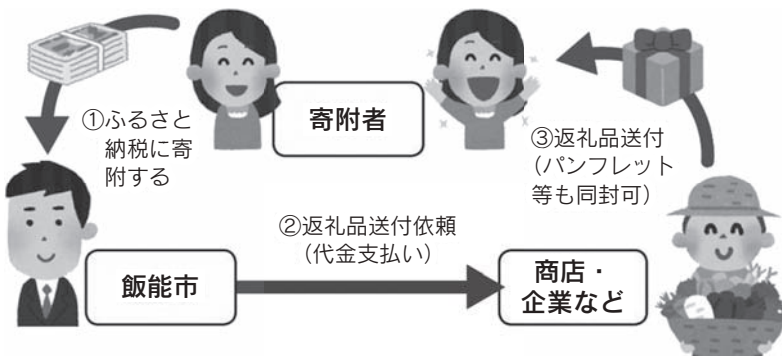 ①ふるさと
納税に寄
附する
寄附者
③返礼品送付
（パンフレット
等も同封可）
②返礼品送付依頼
（代金支払い）
飯能市
商店・
企業など